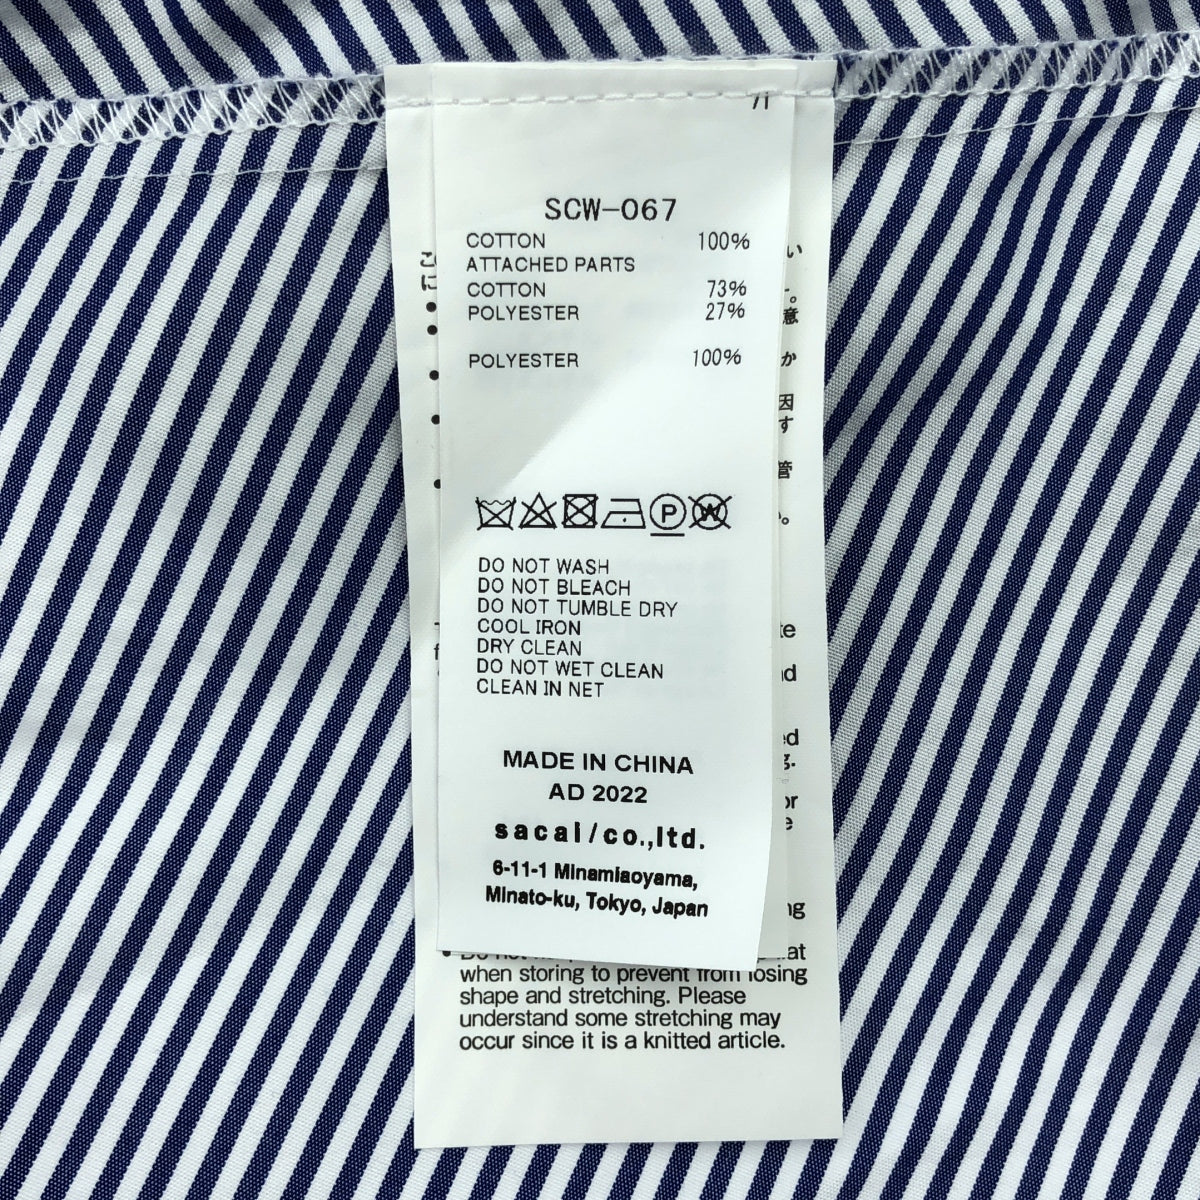 SCW-067
COTTON 100%
ATTACHED PARTS
COTTON 73%
POLYESTER 27%
POLYESTER 100%
P
W
DO NOT WASH
DO NOT BLEACH
DO NOT TUMBLE DRY
COOL IRON
DRY CLEAN
DO NOT WET CLEAN
CLEAN IN NET
MADE IN CHINA
AD 2022
sacai/co.,ltd.
6-11-1 Minamiaoyama,
Minato-ku, Tokyo, Japan
when storing to prevent from losing
shape and stretching. Please
understand some stretching may
occur since it is a knitted article.